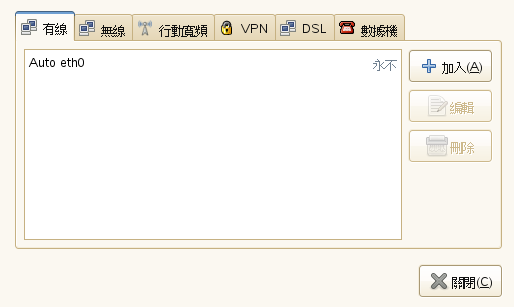 有線 無線 行動寬頻 VPN DSL 數據機
Auto eth0 永不
加入(A)
編輯
刪除
關閉(C)